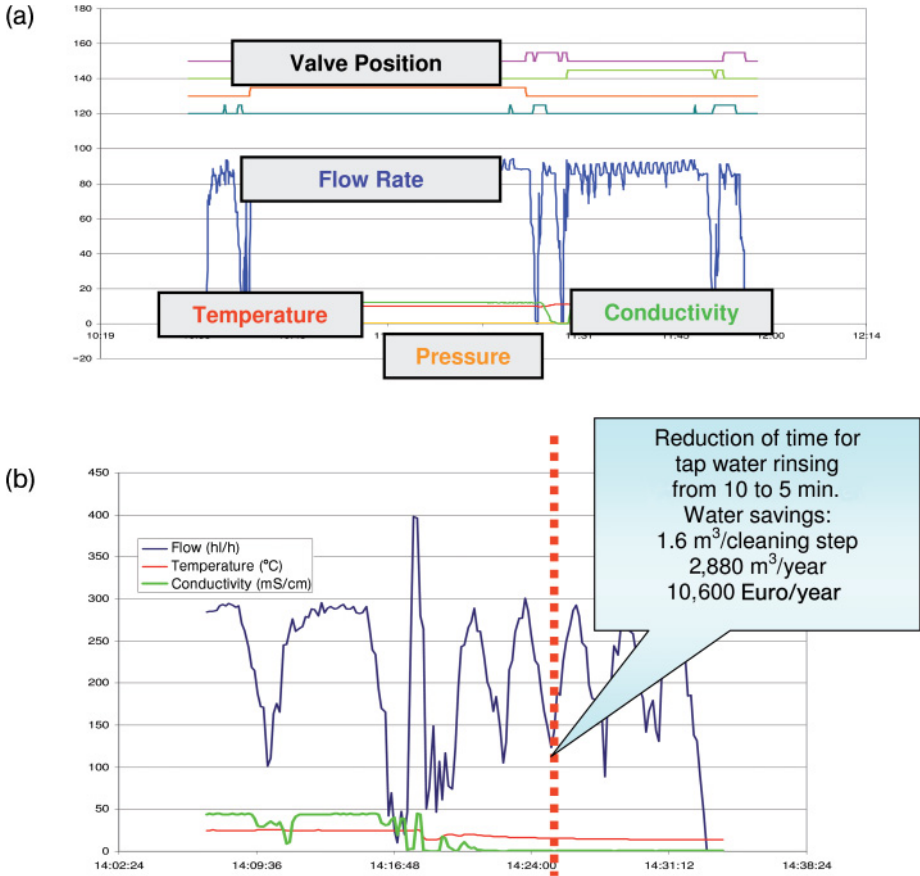 (a)
180
160
140
120
100
80
60
40
20
0
−20
Valve Position
Flow Rate
Temperature
Conductivity
Pressure
10:19
11:31
11:45
12:00
12:14
(b)
450
400
350
300
250
200
150
100
50
0
Flow (hl/h)
Temperature (°C)
Conductivity (mS/cm)
Reduction of time for
tap water rinsing
from 10 to 5 min.
Water savings:
1.6 m³/cleaning step
2,880 m³/year
10,600 Euro/year
14:02:24
14:09:36
14:16:48
14:24:00
14:31:12
14:38:24